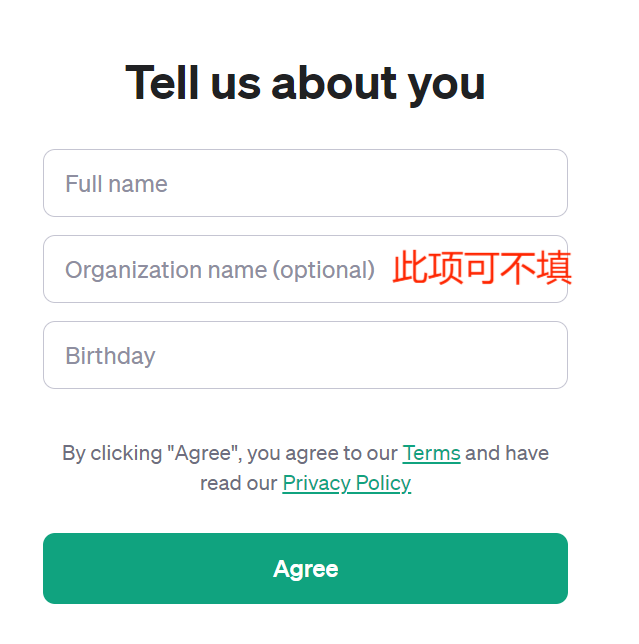 Tell us about you
Full name
Organization name (optional) 此项可不填
Birthday
By clicking "Agree", you agree to our Terms and have
read our Privacy Policy
Agree